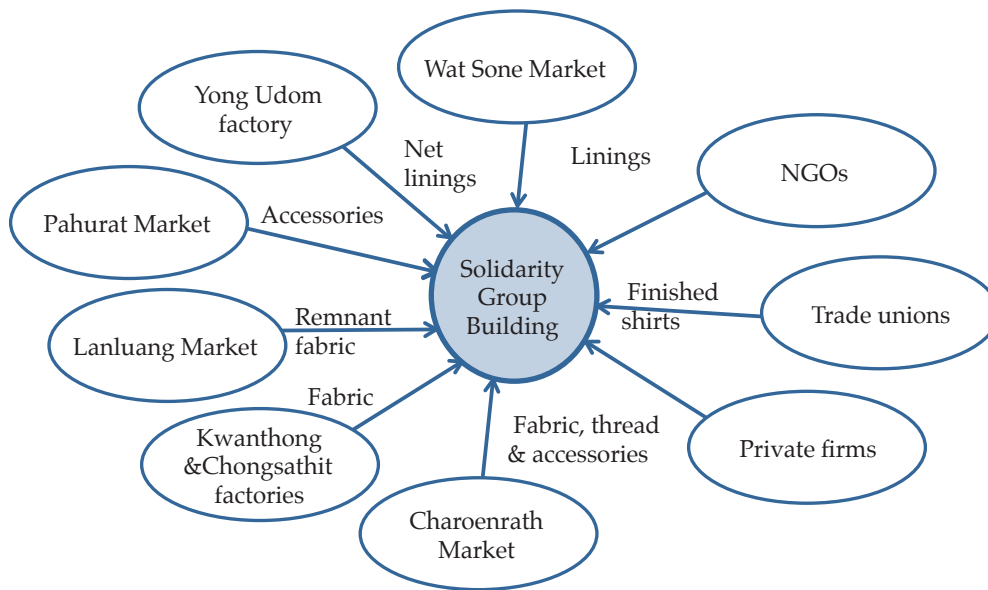 Wat Sone Market
Yong Udom
factory
Net
linings
Linings
NGOs
Pahurat Market
Accessories
Solidarity
Group
Building
Finished
shirts
Trade unions
Lanluang Market
Remnant
fabric
Fabric
Kwanthong
&Chongsathit
factories
Fabric, thread
& accessories
Private firms
Charoenrath
Market